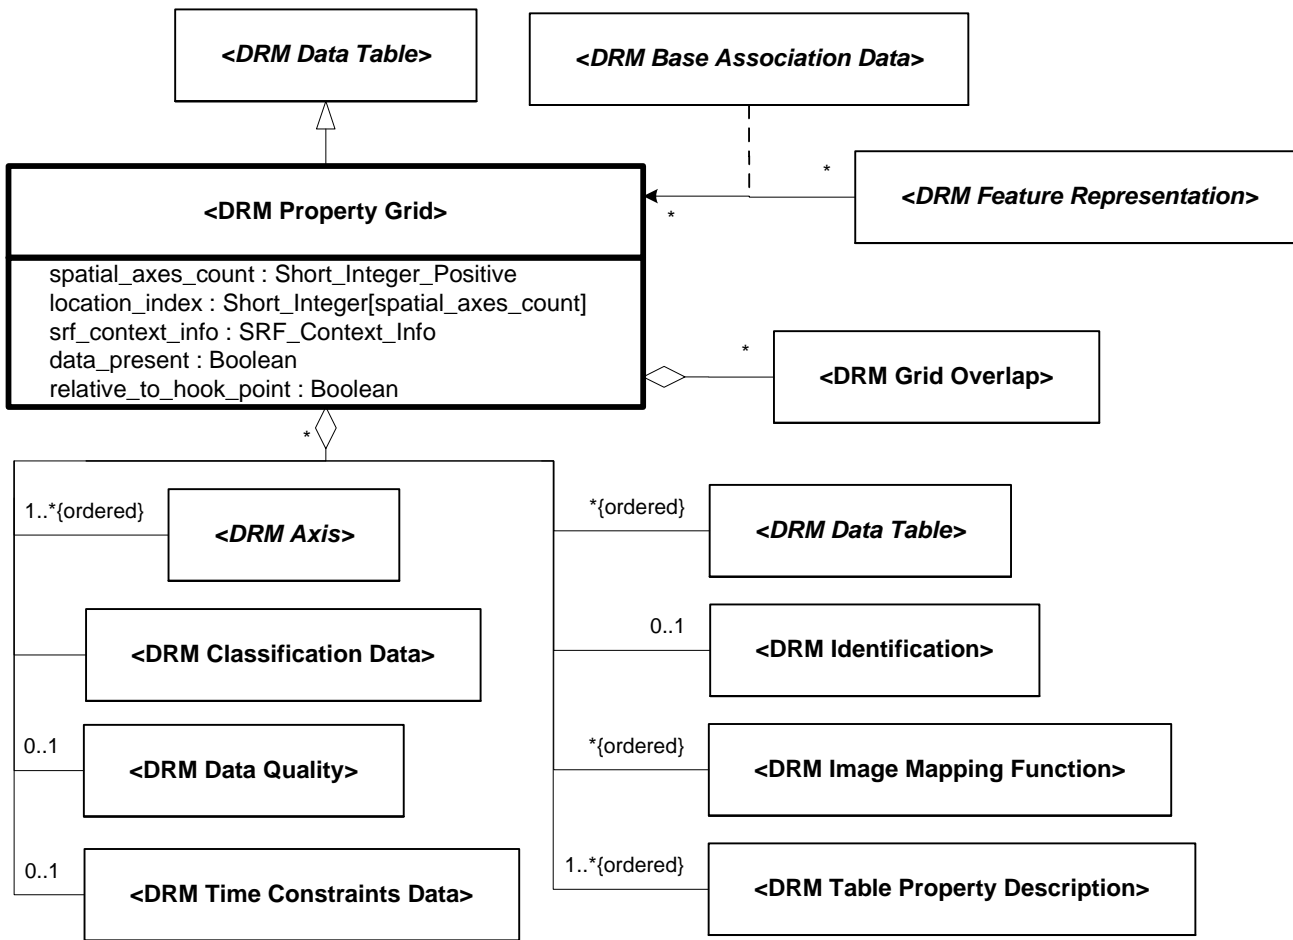 <DRM Data Table>
<DRM Base Association Data>
<DRM Property Grid>
*
*
<DRM Feature Representation>
spatial_axes_count : Short_Integer_Positive
location_index : Short_Integer[spatial_axes_count]
srf_context_info : SRF_Context_Info
data_present : Boolean
relative_to_hook_point : Boolean
*
<DRM Grid Overlap>
*
1..*{ordered}
<DRM Axis>
<DRM Classification Data>
0..1
<DRM Data Quality>
0..1
<DRM Time Constraints Data>
*{ordered}
<DRM Data Table>
0..1
<DRM Identification>
*{ordered}
<DRM Image Mapping Function>
1..*{ordered}
<DRM Table Property Description>